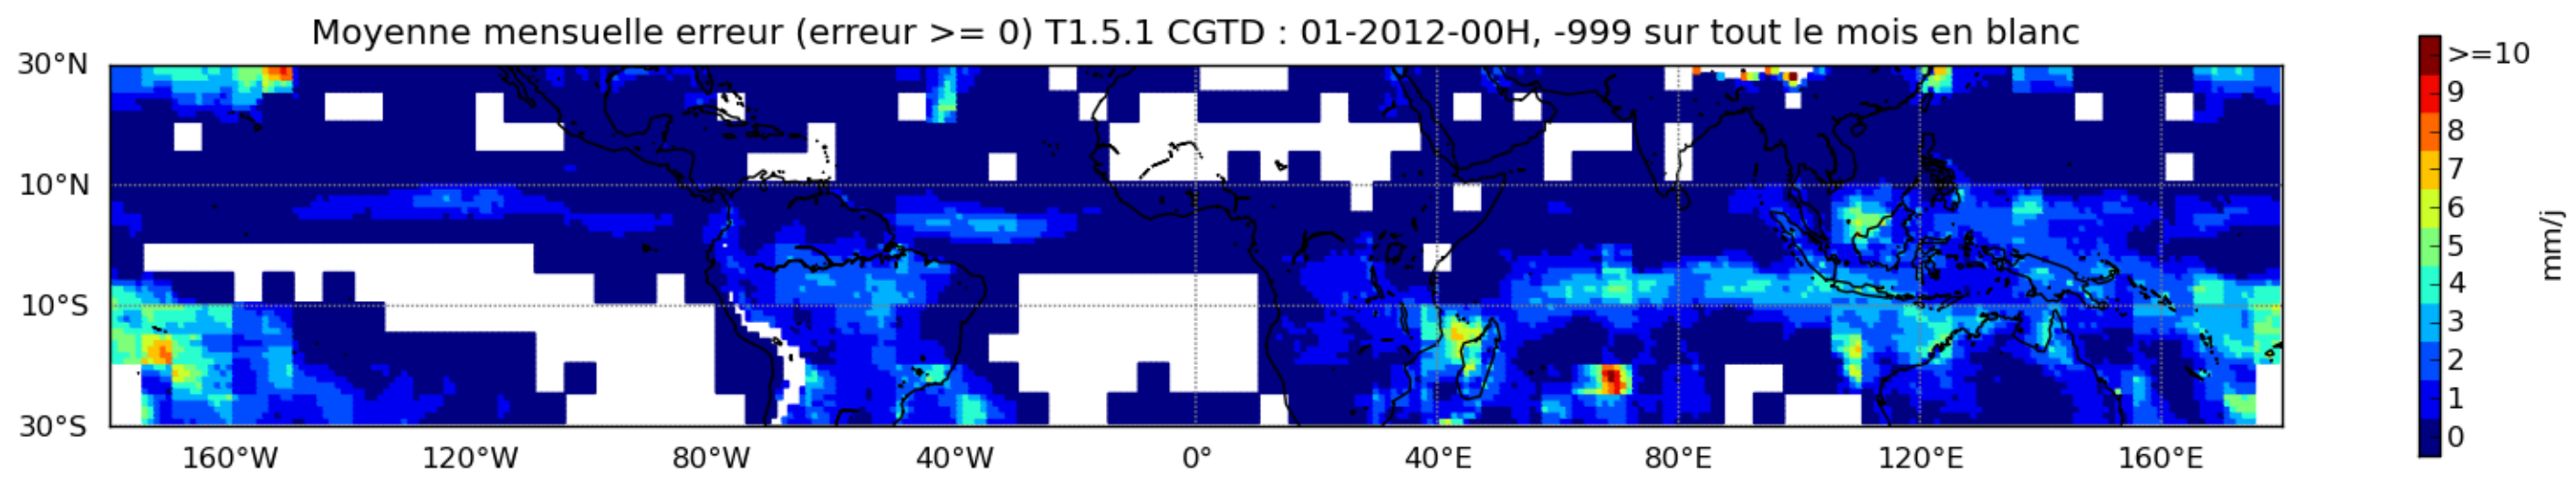 Moyenne mensuelle erreur (erreur >= 0) T1.5.1 CGTD : 01-2012-00H, -999 sur tout le mois en blanc
30°N
10°N
10°S
30°S
160°W 120°W 80°W 40°W 0° 40°E 80°E 120°E 160°E
>=10
9
8
7
6
5
4
3
2
1
0
mm/j